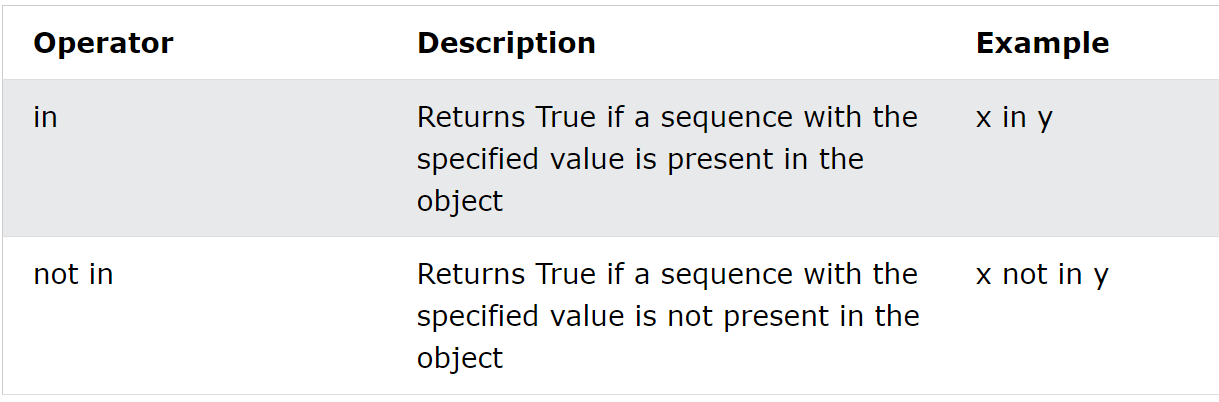 Operator Description Example
in Returns True if a sequence with the x in y
specified value is present in the
object
not in Returns True if a sequence with the x not in y
specified value is not present in the
object